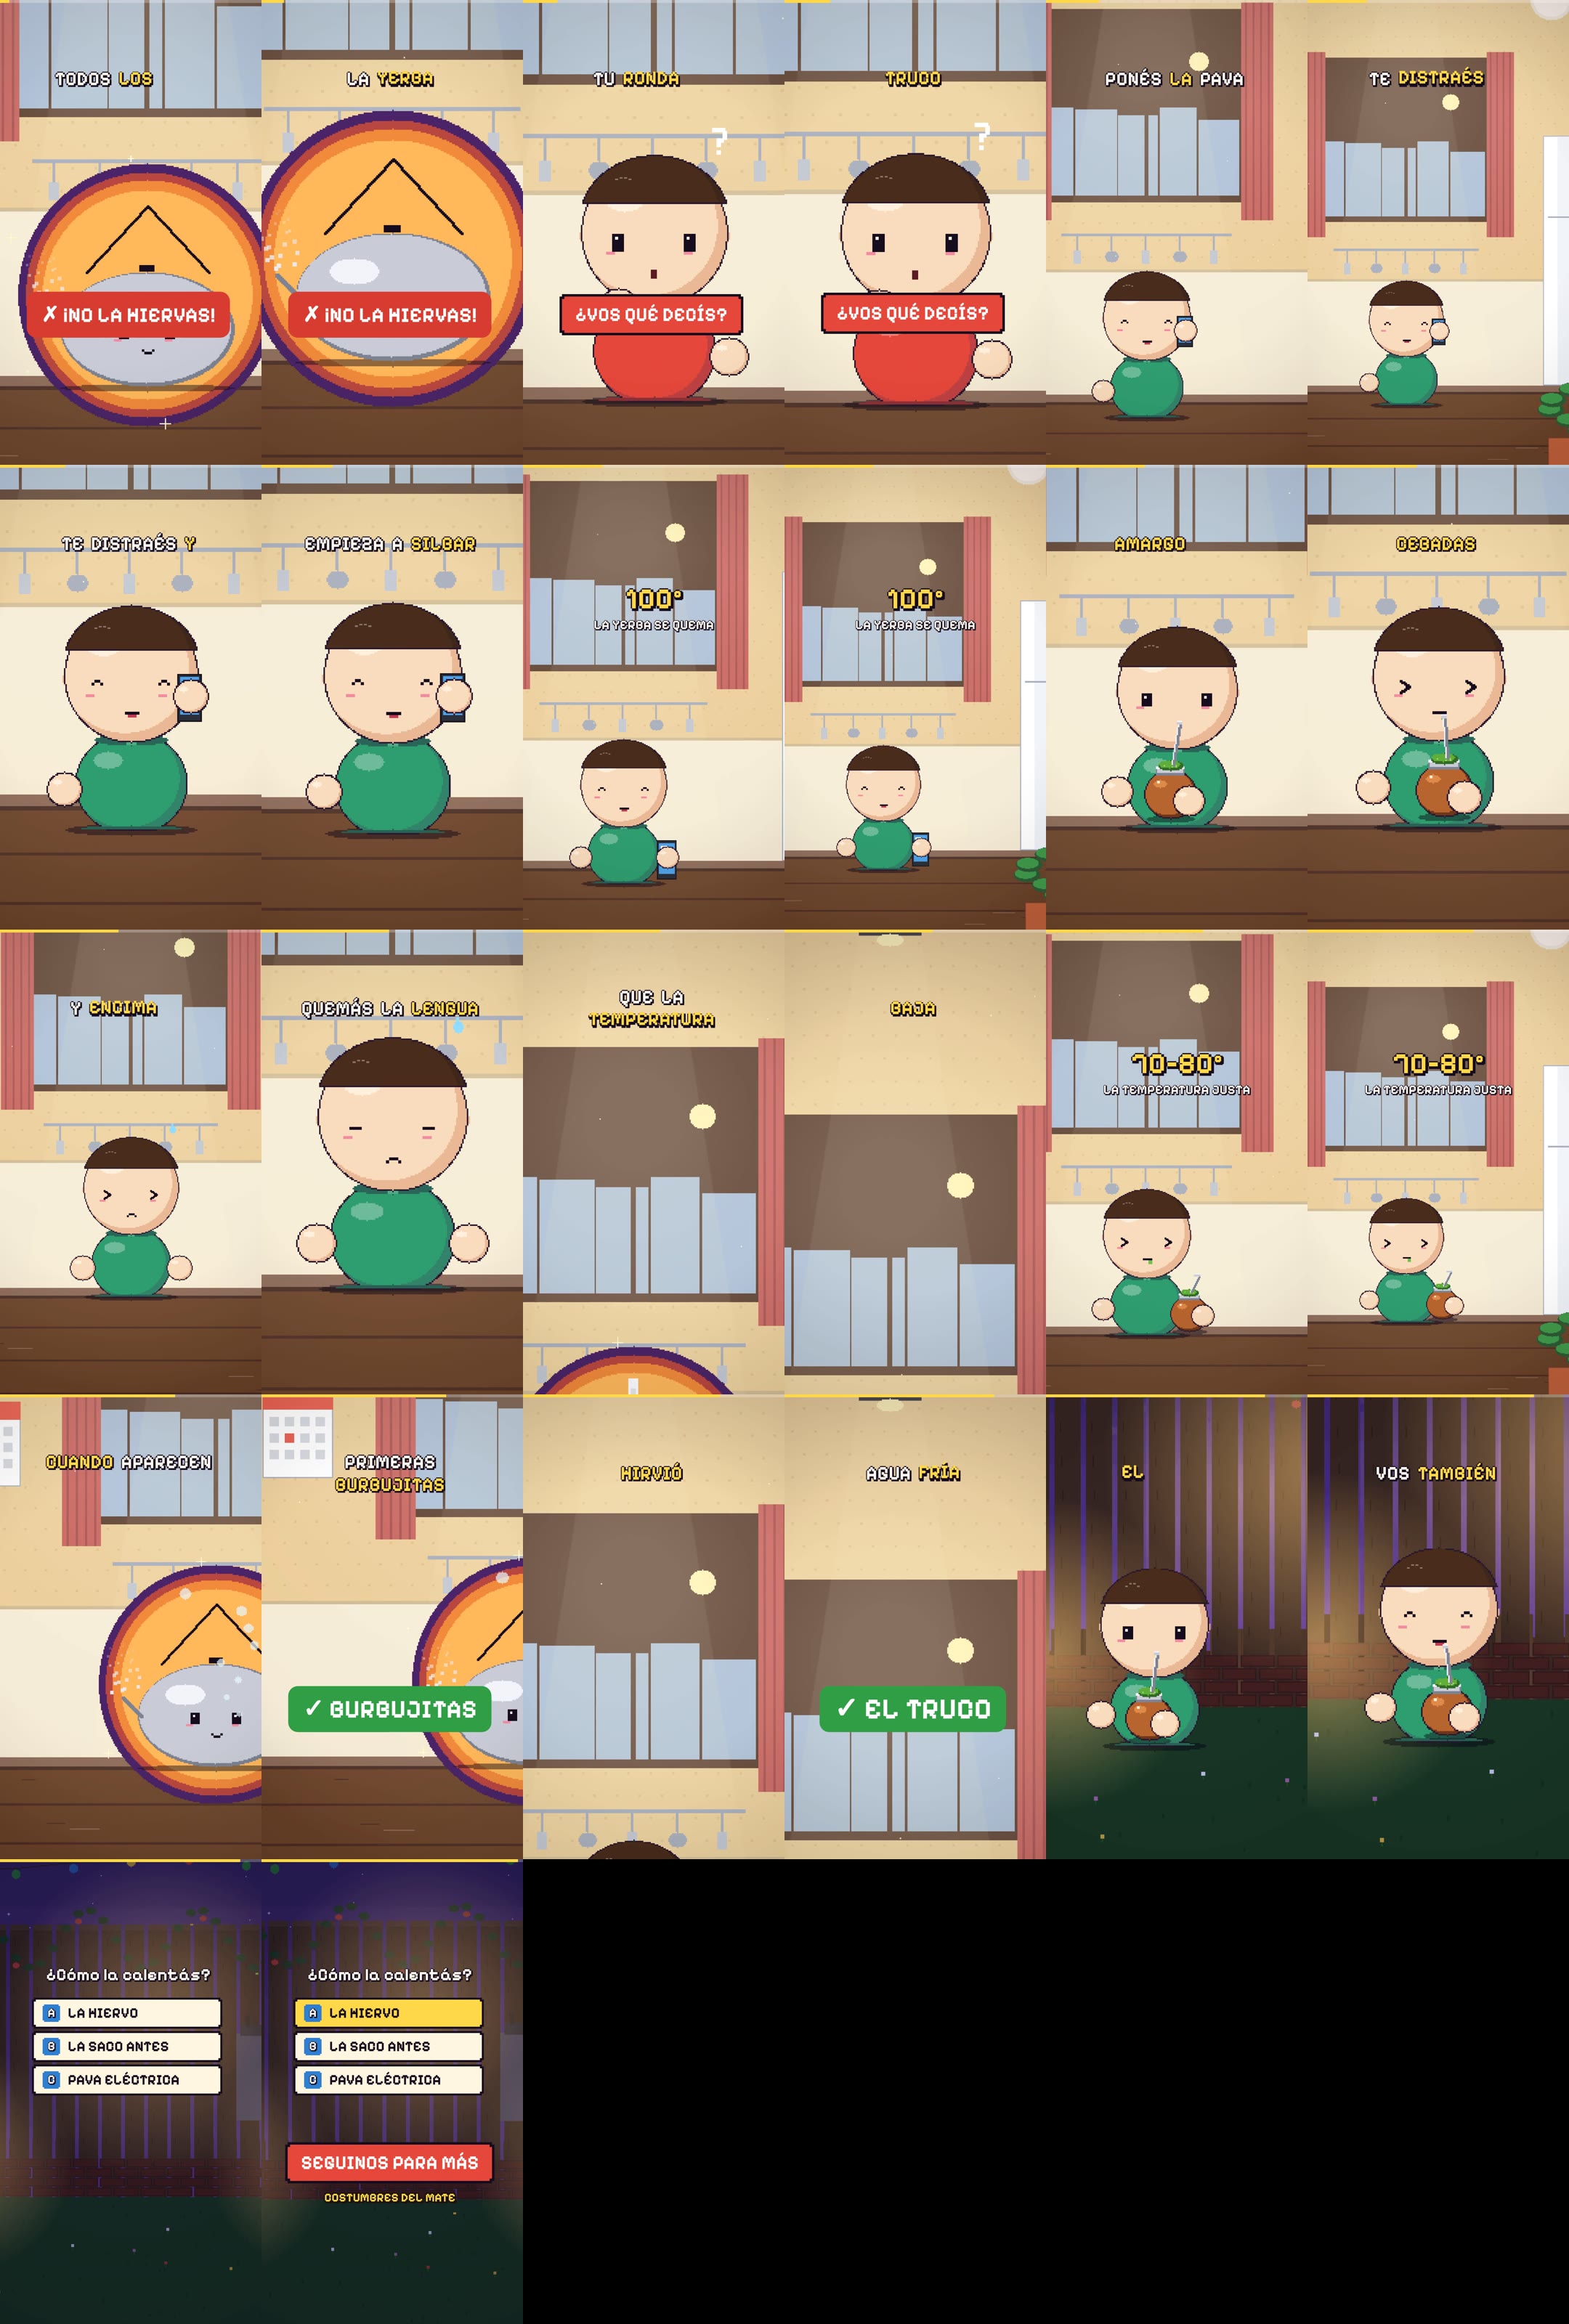 TODOS LOS
✗ ¡NO LA HIERVAS!
LA YERBA
✗ ¡NO LA HIERVAS!
TU RONDA
?
¿VOS QUÉ DECÍS?
TRUCO
?
¿VOS QUÉ DECÍS?
PONÉS LA PAVA
TE DISTRAÉS
TE DISTRAÉS Y
EMPIEZA A SILBAR
100°
LA YERBA SE QUEMA
100°
LA YERBA SE QUEMA
AMARGO
CEBADAS
Y ENCIMA
QUEMÁS LA LENGUA
QUE LA
TEMPERATURA
BAJA
70-80°
LA TEMPERATURA JUSTA
70-80°
LA TEMPERATURA JUSTA
CUANDO APARECEN
PRIMERAS
BURBUJITAS
✓ BURBUJITAS
HIRVIÓ
AGUA FRÍA
✓ EL TRUCO
EL
VOS TAMBIÉN
¿Cómo la calentás?
A LA HIERVO
B LA SACO ANTES
C PAVA ELÉCTRICA
¿Cómo la calentás?
A LA HIERVO
B LA SACO ANTES
C PAVA ELÉCTRICA
SEGUINOS PARA MÁS
COSTUMBRES DEL MATE